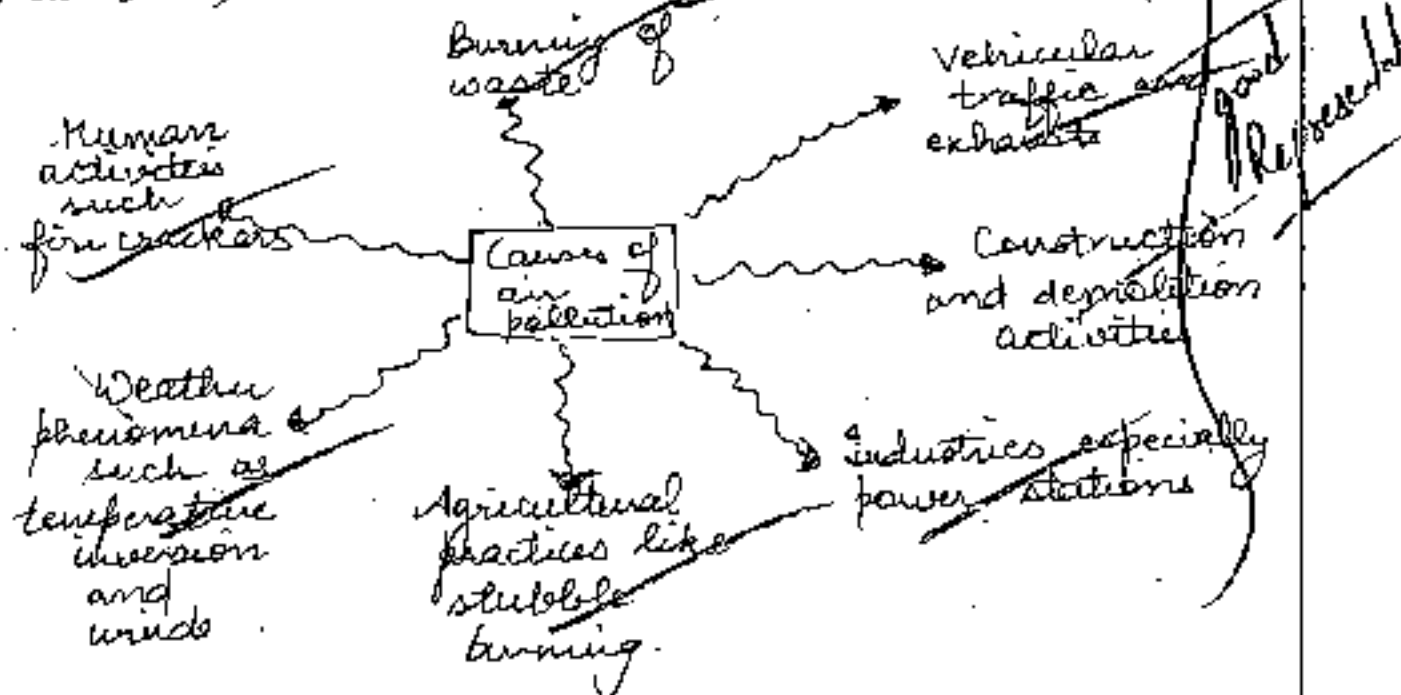 Burning of
waste
Vehicular
traffic and
exhausts
Human
activities
such
fire crackers
Causes of
air
pollution
Construction
and demolition
activities
Weather
phenomena
such as
temperature
inversion
and
winds
Agricultural
practices like
stubble
burning.
industries especially
power stations
good